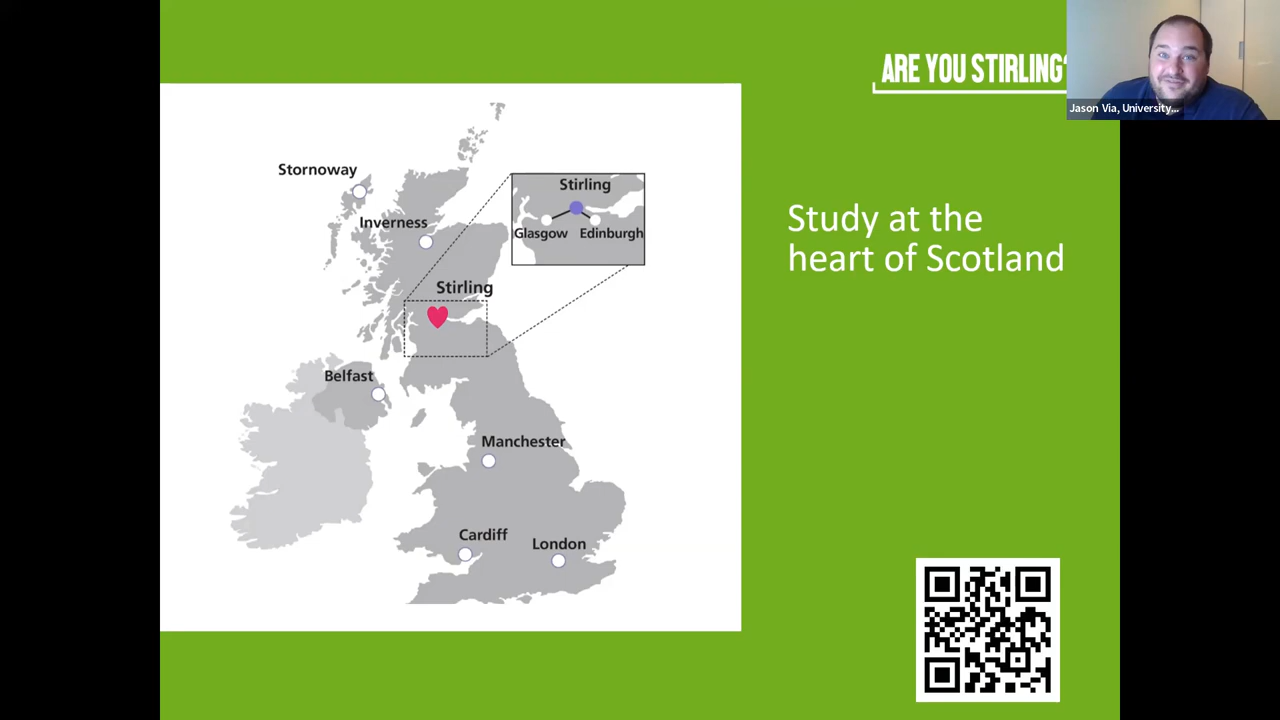 ARE YOU STIRLING?
Jason Via, University...
Stornoway
Inverness
Stirling
Glasgow Edinburgh
Stirling
Belfast
Manchester
Cardiff
London
Study at the
heart of Scotland